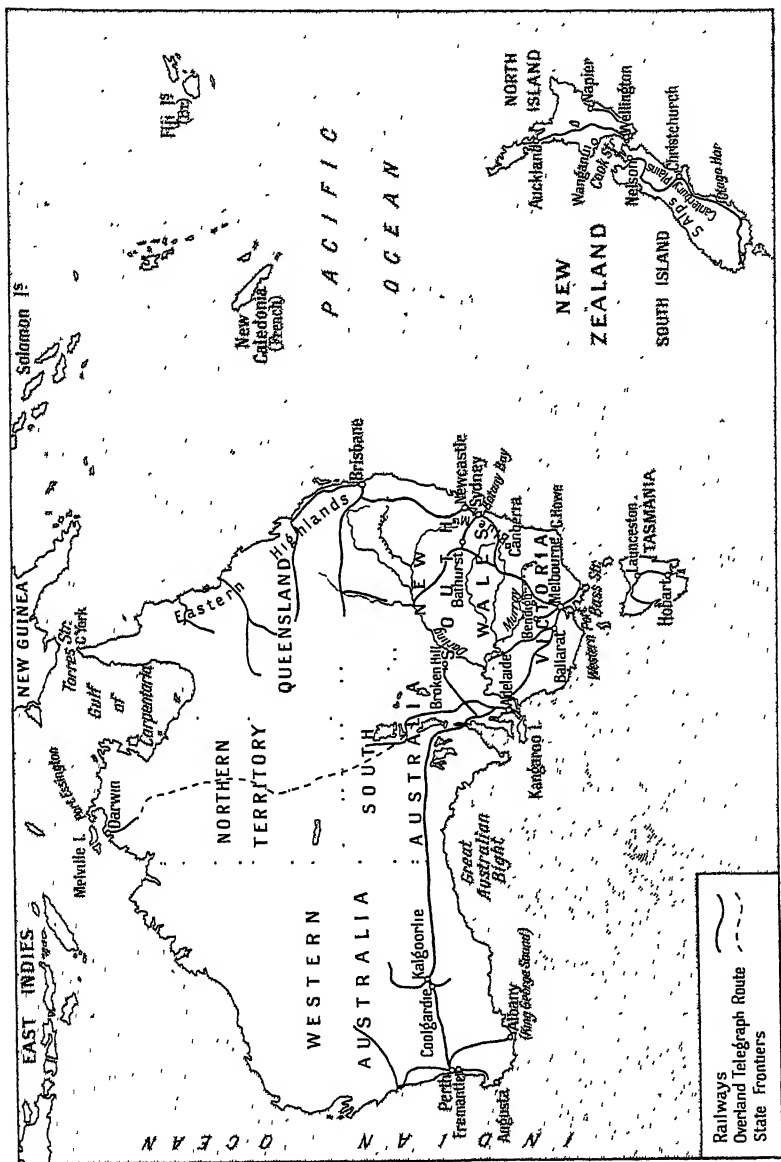 EAST INDIES
NEW GUINEA
Solomon Is
Fiji Is
(Br)
Melville I.
Port Essington
Darwin
Torres Str.
C. York
Gulf
of
Carpentaria
New
Caledonia
(French)
PACIFIC
OCEAN
INDIAN OCEAN
WESTERN
AUSTRALIA
NORTHERN
TERRITORY
QUEENSLAND
Eastern Highlands
SOUTH
AUSTRALIA
NEW SOUTH
WALES
VICTORIA
Brisbane
Newcastle
Sydney
Botany Bay
Bathurst
Canberra
C. Howe
Broken Hill
Darling
Murray
Bendigo
Melbourne
Adelaide
Ballarat
Western Port
Bass Str.
Kangaroo I.
Launceston
TASMANIA
Hobart
Great
Australian
Bight
Kalgoorlie
Coolgardie
Perth
Fremantle
Augusta
Albany
(King George Sound)
NORTH
ISLAND
Auckland
Napier
Wanganui
Cook Str.
Wellington
Nelson
NEW
ZEALAND
S. Alps
Canterbury Plains
Christchurch
Otago Har
SOUTH ISLAND
Railways
Overland Telegraph Route
State Frontiers